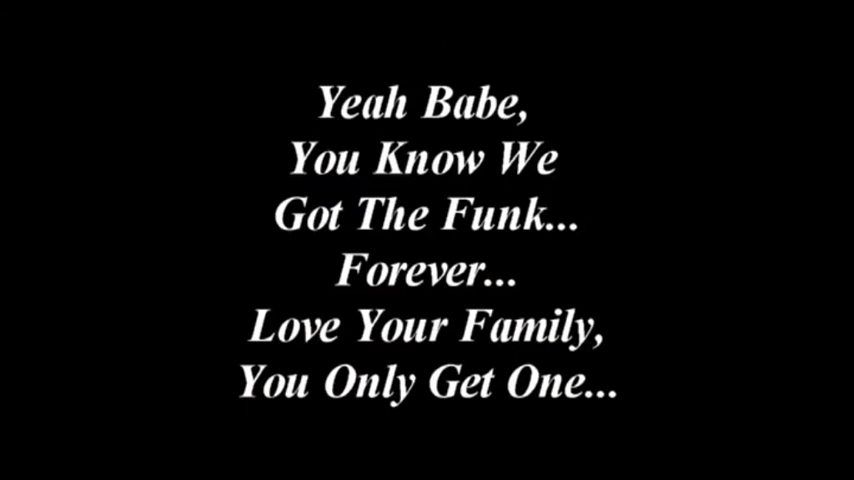 Yeah Babe,
You Know We
Got The Funk...
Forever...
Love Your Family,
You Only Get One...